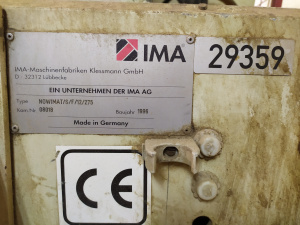 IMA
29359
IMA-Maschinenfabriken Klessmann GmbH
D - 32312 Lübbecke
EIN UNTERNEHMEN DER IMA AG
Type NOVIMAT/I/F/12/275
Baujahr 1996
Made in Germany
CE